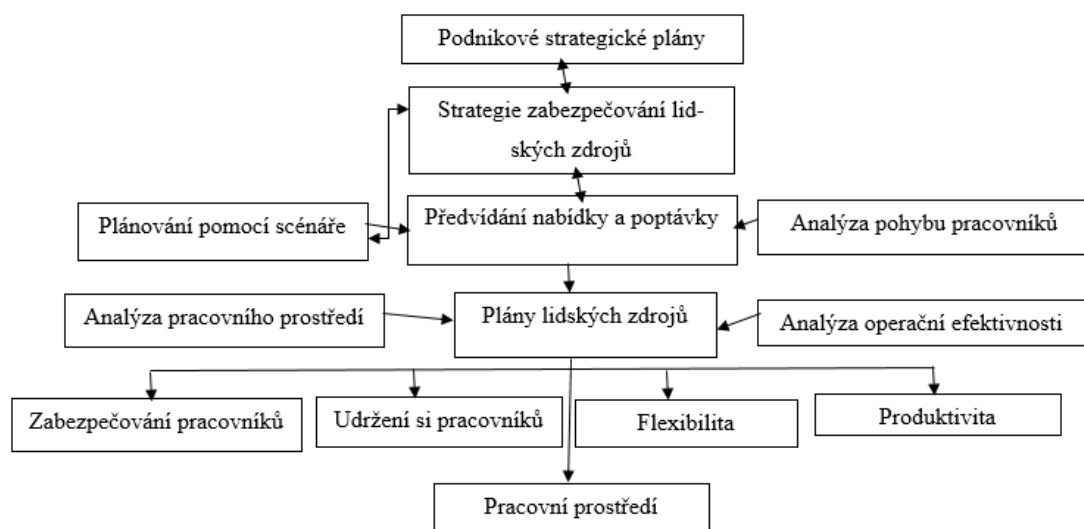 Podnikové strategické plány
Strategie zabezpečování lid-
ských zdrojů
Plánování pomocí scénáře
Předvídání nabídky a poptávky
Analýza pohybu pracovníků
Analýza pracovního prostředí
Plány lidských zdrojů
Analýza operační efektivnosti
Zabezpečování pracovníků
Udržení si pracovníků
Flexibilita
Produktivita
Pracovní prostředí